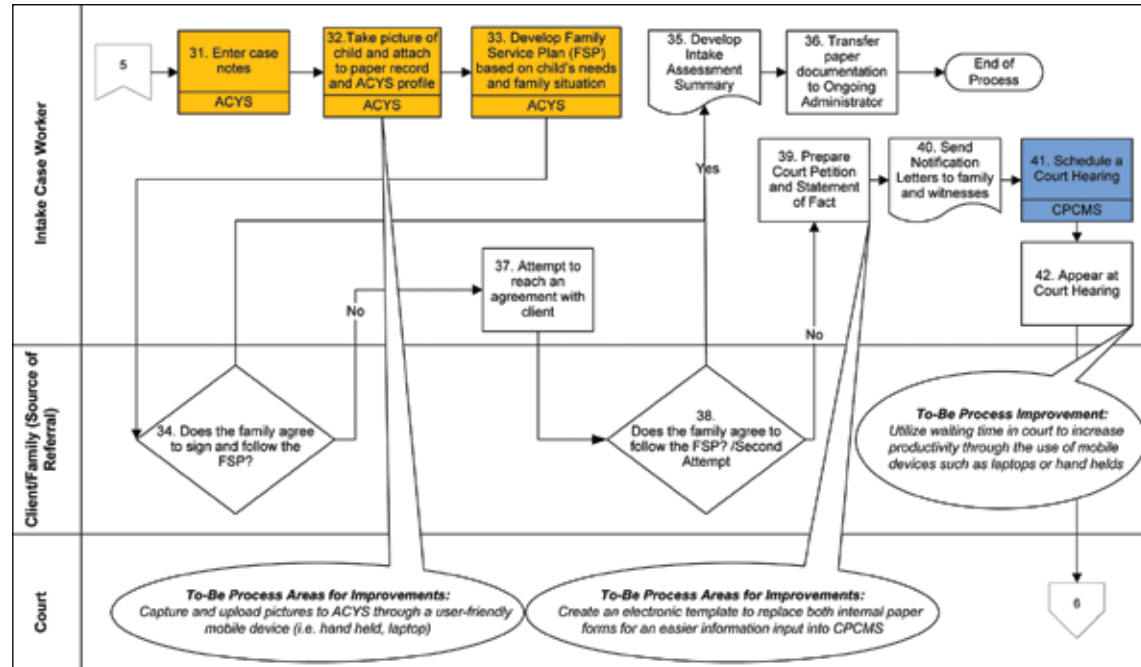 Intake Case Worker
5
31. Enter case
notes
ACYS
32.Take picture of
child and attach
to paper record
and ACYS profile
ACYS
33. Develop Family
Service Plan (FSP)
based on child's needs
and family situation
ACYS
35. Develop
Intake
Assessment
Summary
36. Transfer
paper
documentation
to Ongoing
Administrator
End of
Process
Yes
39. Prepare
Court Petition
and Statement
of Fact
40. Send
Notification
Letters to family
and witnesses
41. Schedule a
Court Hearing
CPCMS
37. Attempt to
reach an
agreement with
client
42. Appear at
Court Hearing
No
No
Client/Family (Source of
Referral)
34. Does the family agree
to sign and follow the
FSP?
38.
Does the family agree to
follow the FSP? /Second
Attempt
To-Be Process Improvement:
Utilize waiting time in court to increase
productivity through the use of mobile
devices such as laptops or hand helds
Court
To-Be Process Areas for Improvements:
Capture and upload pictures to ACYS through a user-friendly
mobile device (i.e. hand held, laptop)
To-Be Process Areas for Improvements:
Create an electronic template to replace both internal paper
forms for an easier information input into CPCMS
6